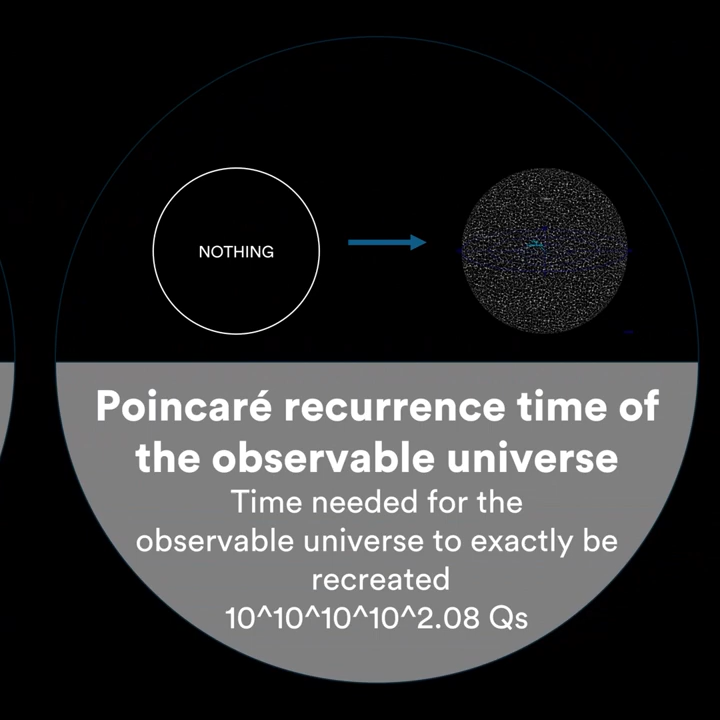 NOTHING
Poincaré recurrence time of
the observable universe
Time needed for the
observable universe to exactly be
recreated
10^10^10^10^2.08 Qs